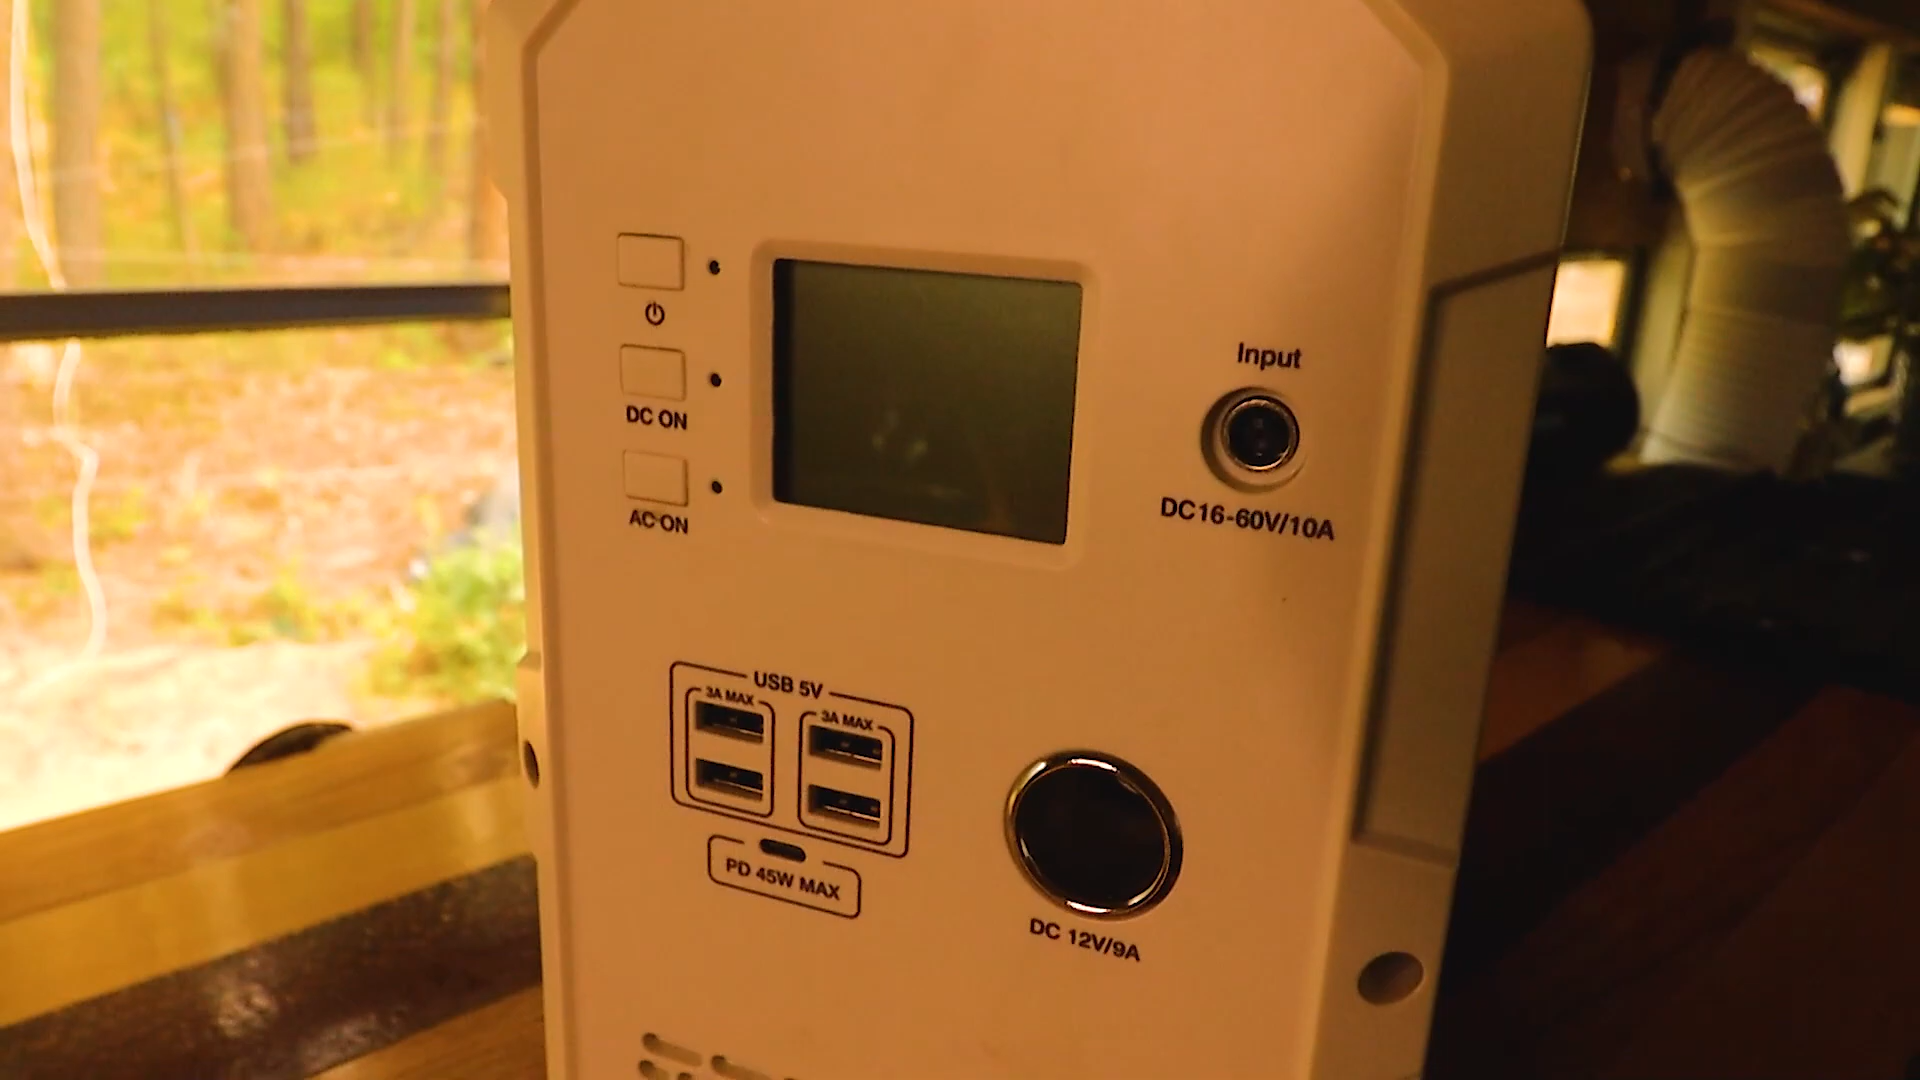 DC ON
AC ON
Input
DC16-60V/10A
USB 5V
3A MAX
3A MAX
PD 45W MAX
DC 12V/9A